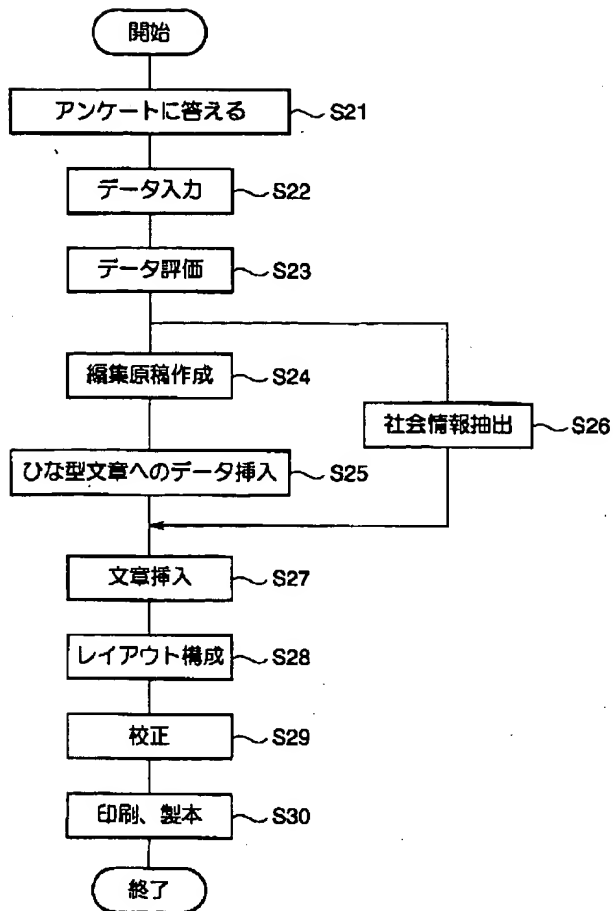 開始
アンケートに答える S21
データ入力 S22
データ評価 S23
編集原稿作成 S24
社会情報抽出 S26
ひな型文章へのデータ挿入 S25
文章挿入 S27
レイアウト構成 S28
校正 S29
印刷、製本 S30
終了